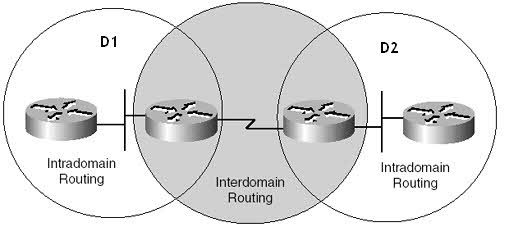 D1
D2
Intradomain
Routing
Interdomain
Routing
Intradomain
Routing